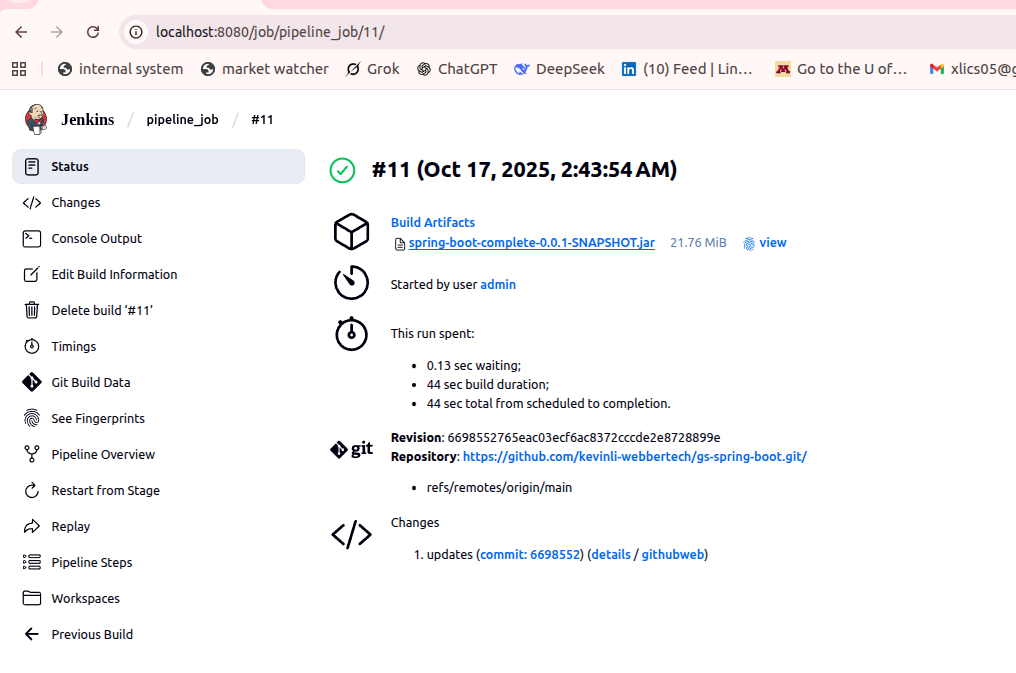 localhost:8080/job/pipeline_job/11/
internal system market watcher Grok ChatGPT DeepSeek (10) Feed | Lin... Go to the U of... xlics05@g
Jenkins / pipeline_job / #11
Status
Changes
Console Output
Edit Build Information
Delete build ‘#11’
Timings
Git Build Data
See Fingerprints
Pipeline Overview
Restart from Stage
Replay
Pipeline Steps
Workspaces
Previous Build
#11 (Oct 17, 2025, 2:43:54 AM)
Build Artifacts
spring-boot-complete-0.0.1-SNAPSHOT.jar 21.76 MiB view
Started by user admin
This run spent:
• 0.13 sec waiting;
• 44 sec build duration;
• 44 sec total from scheduled to completion.
git
Revision: 6698552765eac03ecf6ac8372cccde2e8728899e
Repository: https://github.com/kevinli-webbertech/gs-spring-boot.git/
• refs/remotes/origin/main
Changes
1. updates (commit: 6698552) (details / githubweb)